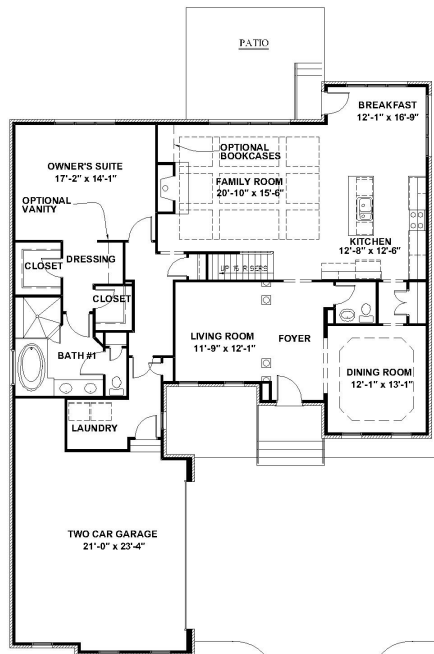 PATIO
BREAKFAST
12'-1" x 16'-9"
OPTIONAL
BOOKCASES
OWNER'S SUITE
17'-2" x 14'-1"
FAMILY ROOM
20'-10" x 15'-6"
OPTIONAL
VANITY
KITCHEN
12'-8" x 12'-6"
CLOSET
DRESSING
UP 15 RISERS
CLOSET
LIVING ROOM
11'-9" x 12'-1"
FOYER
BATH #1
DINING ROOM
12'-1" x 13'-1"
LAUNDRY
TWO CAR GARAGE
21'-0" x 23'-4"